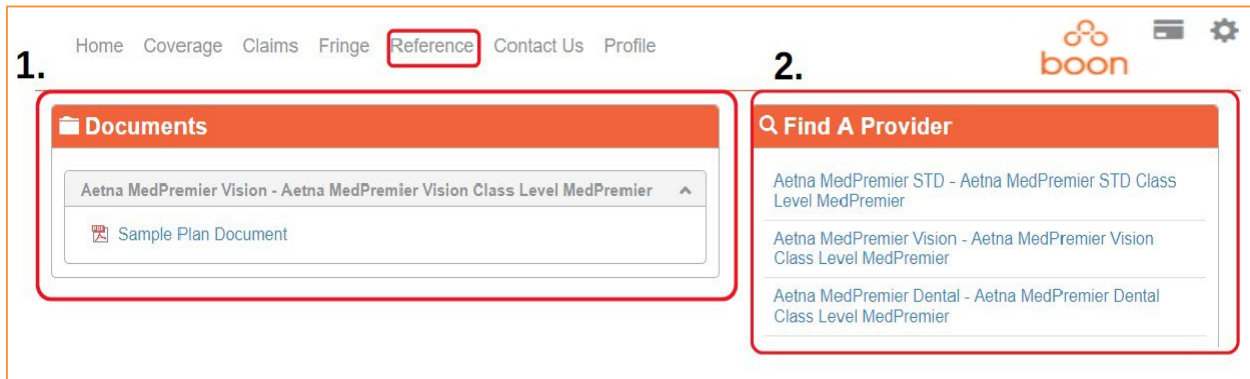 Home Coverage Claims Fringe Reference Contact Us Profile
boon
1.
2.
Documents
Aetna MedPremier Vision - Aetna MedPremier Vision Class Level MedPremier
Sample Plan Document
Find A Provider
Aetna MedPremier STD - Aetna MedPremier STD Class
Level MedPremier
Aetna MedPremier Vision - Aetna MedPremier Vision
Class Level MedPremier
Aetna MedPremier Dental - Aetna MedPremier Dental
Class Level MedPremier